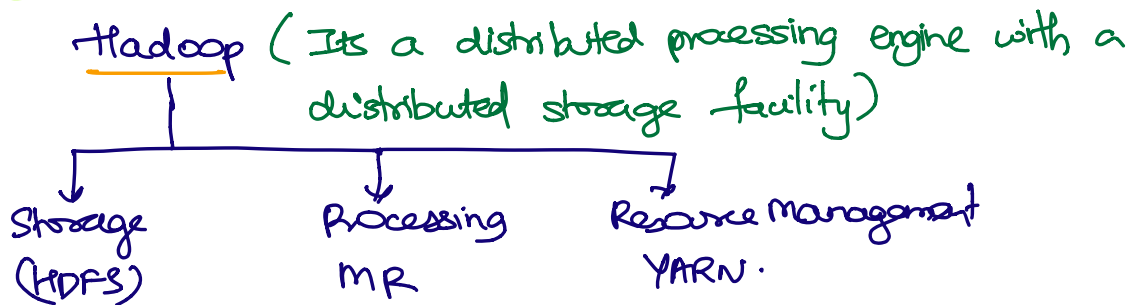 Hadoop (Its a distributed processing engine with a
distributed storage facility)
Storage Processing Resource Management
(HDFS) MR YARN.